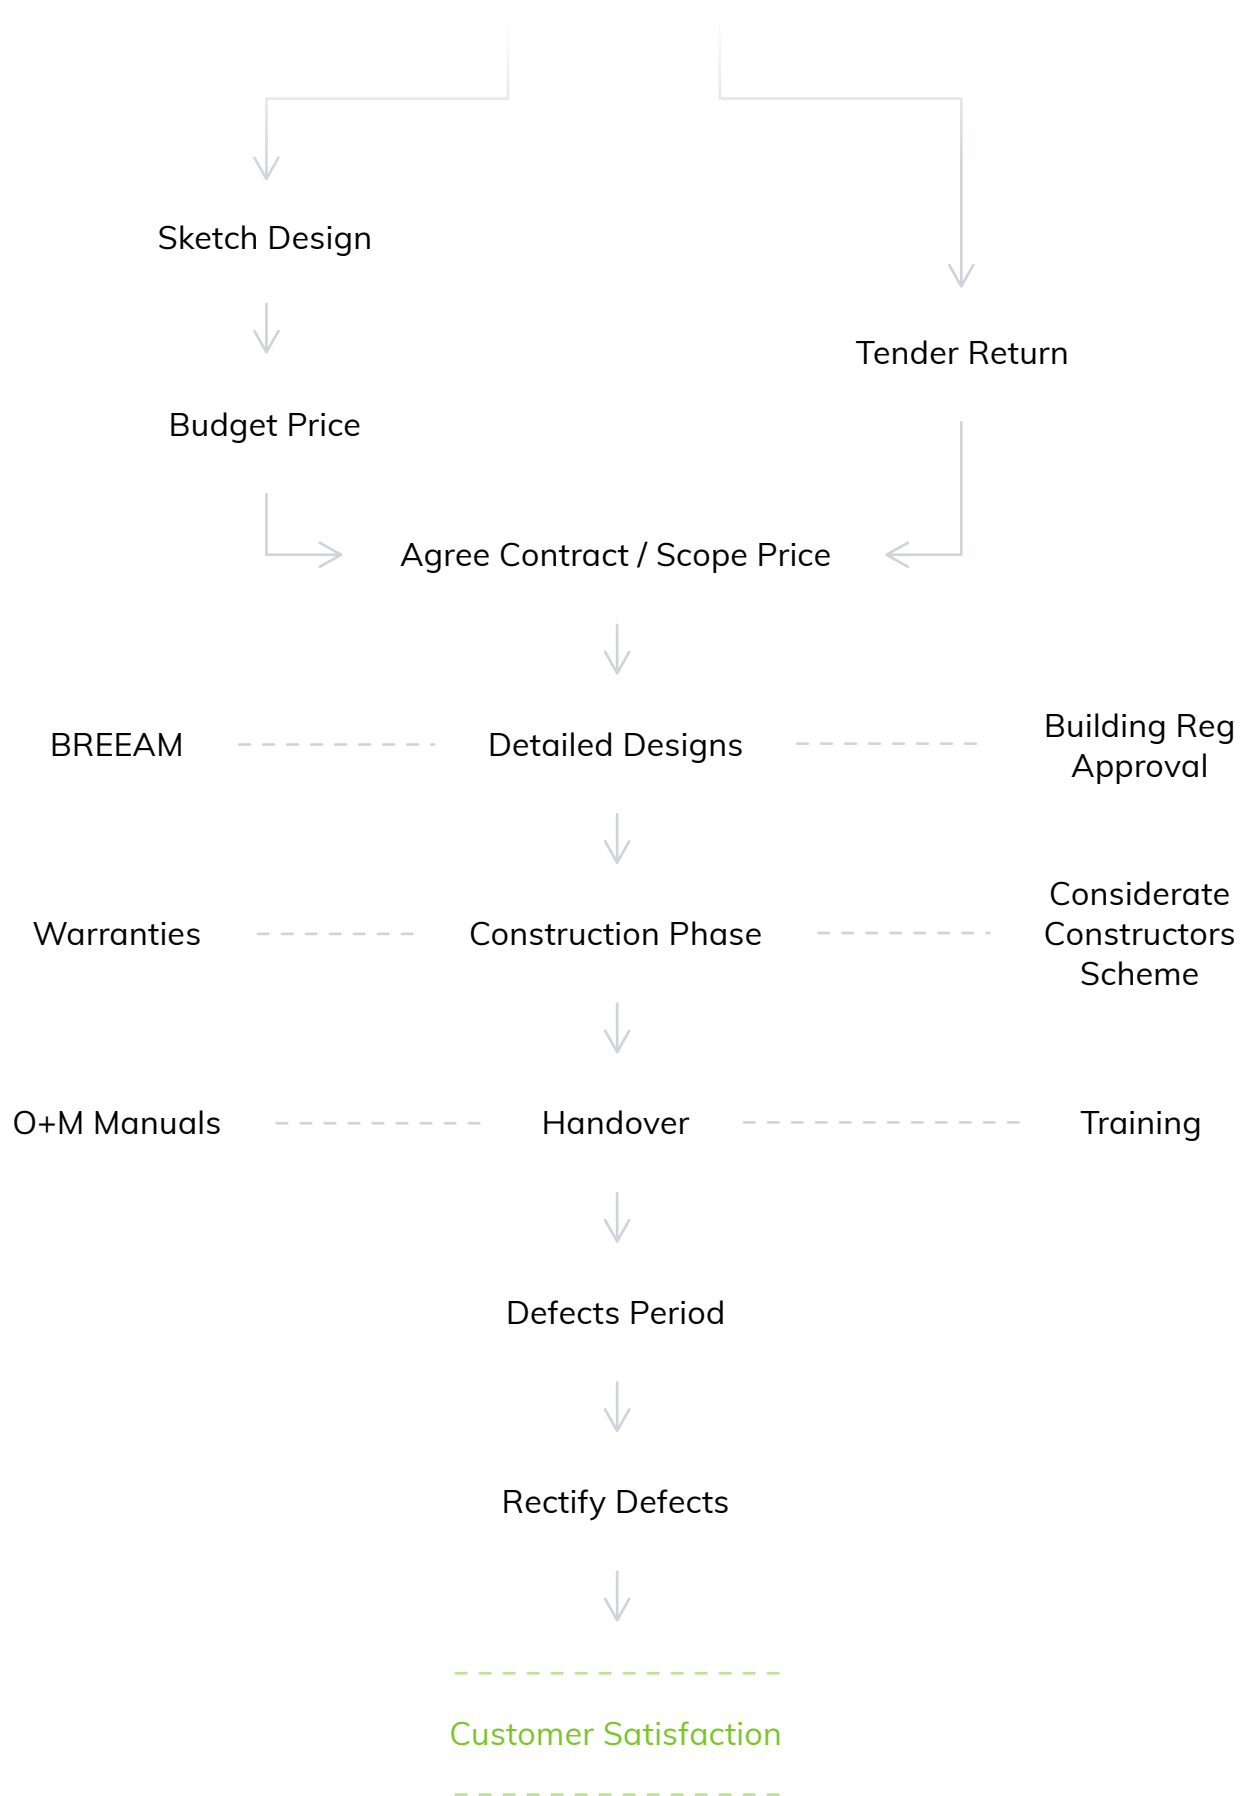 Sketch Design
Tender Return
Budget Price
Agree Contract / Scope Price
BREEAM
Detailed Designs
Building Reg
Approval
Warranties
Construction Phase
Considerate
Constructors
Scheme
O+M Manuals
Handover
Training
Defects Period
Rectify Defects
Customer Satisfaction